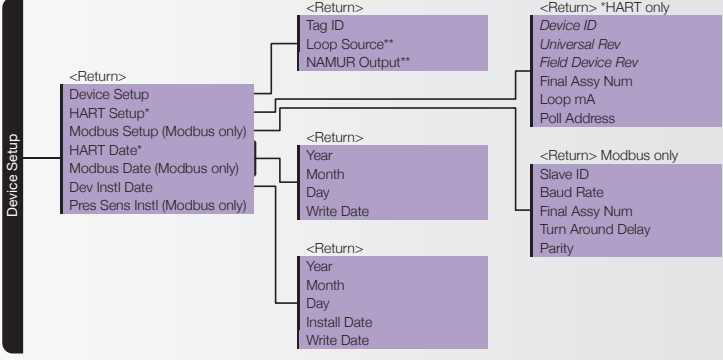 Device Setup
<Return>
Device Setup
HART Setup*
Modbus Setup (Modbus only)
HART Date*
Modbus Date (Modbus only)
Dev Instl Date
Pres Sens Instl (Modbus only)
<Return>
Tag ID
Loop Source**
NAMUR Output**
<Return>
Year
Month
Day
Write Date
<Return>
Year
Month
Day
Install Date
Write Date
<Return> *HART only
Device ID
Universal Rev
Field Device Rev
Final Assy Num
Loop mA
Poll Address
<Return> Modbus only
Slave ID
Baud Rate
Final Assy Num
Turn Around Delay
Parity